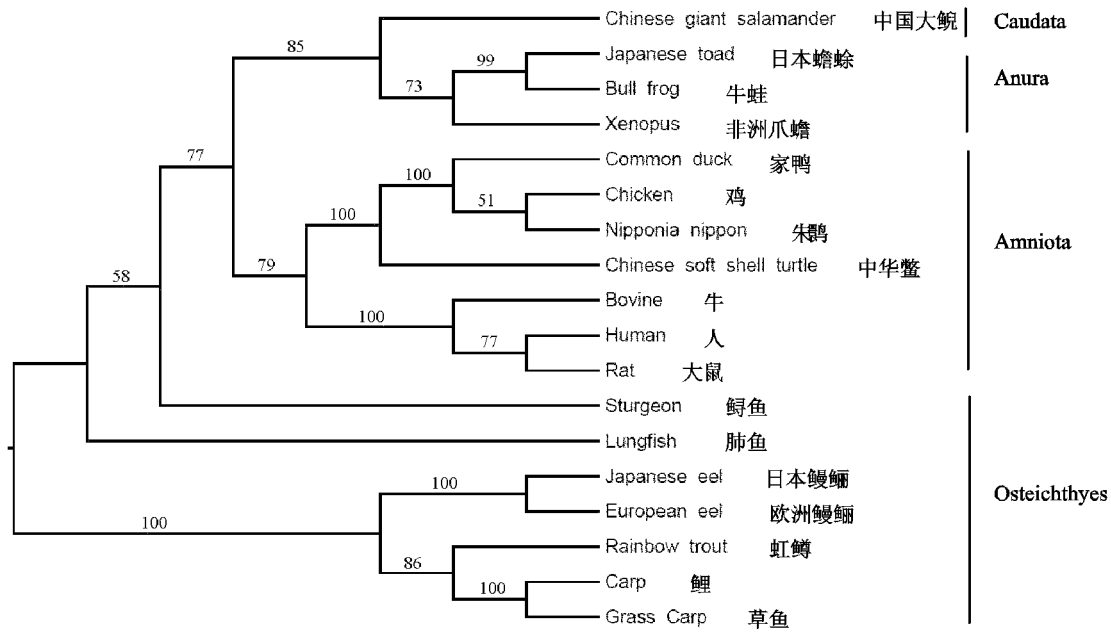 Chinese giant salamander 中国大鲵 Caudata
85
Japanese toad 日本蟾蜍
99
Anura
Bull frog 牛蛙
73
Xenopus 非洲爪蟾
77
Common duck 家鸭
100
Chicken 鸡
51
100
Nipponia nippon 朱鹮
Amniota
Chinese soft shell turtle 中华鳖
79
58
Bovine 牛
100
Human 人
77
Rat 大鼠
Sturgeon 鲟鱼
Lungfish 肺鱼
Japanese eel 日本鳗鲡
100
Osteichthyes
European eel 欧洲鳗鲡
100
Rainbow trout 虹鳟
86
Carp 鲤
100
Grass Carp 草鱼